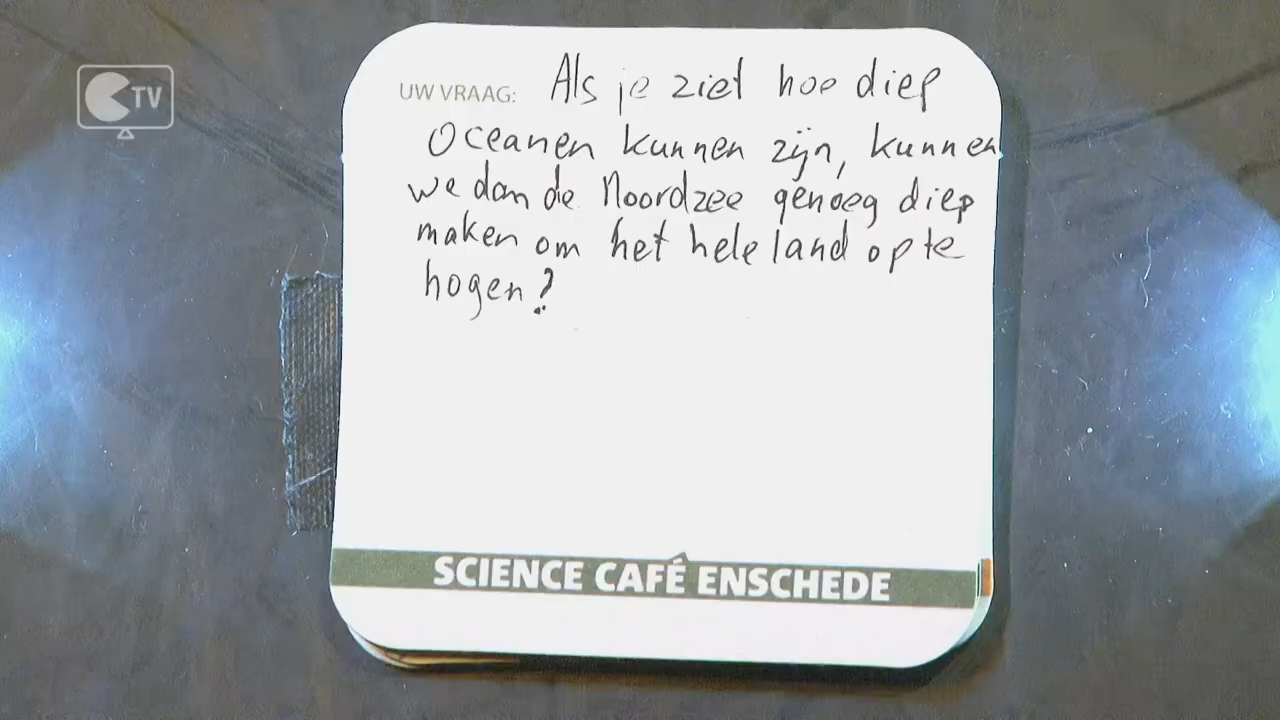 TV
UW VRAAG: Als je ziet hoe diep
Oceanen kunnen zijn, kunnen
we dan de Noordzee genoeg diep
maken om het hele land op te
hogen?
SCIENCE CAFÉ ENSCHEDE